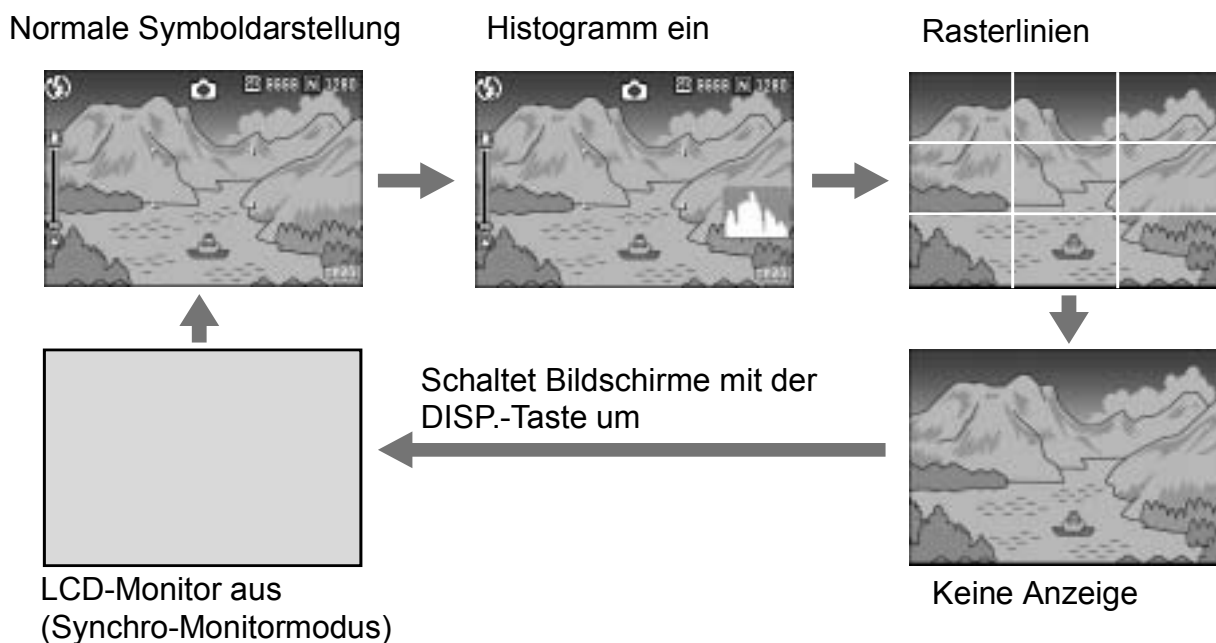 Normale Symboldarstellung
Histogramm ein
Rasterlinien
Schaltet Bildschirme mit der
DISP.-Taste um
LCD-Monitor aus
(Synchro-Monitormodus)
Keine Anzeige